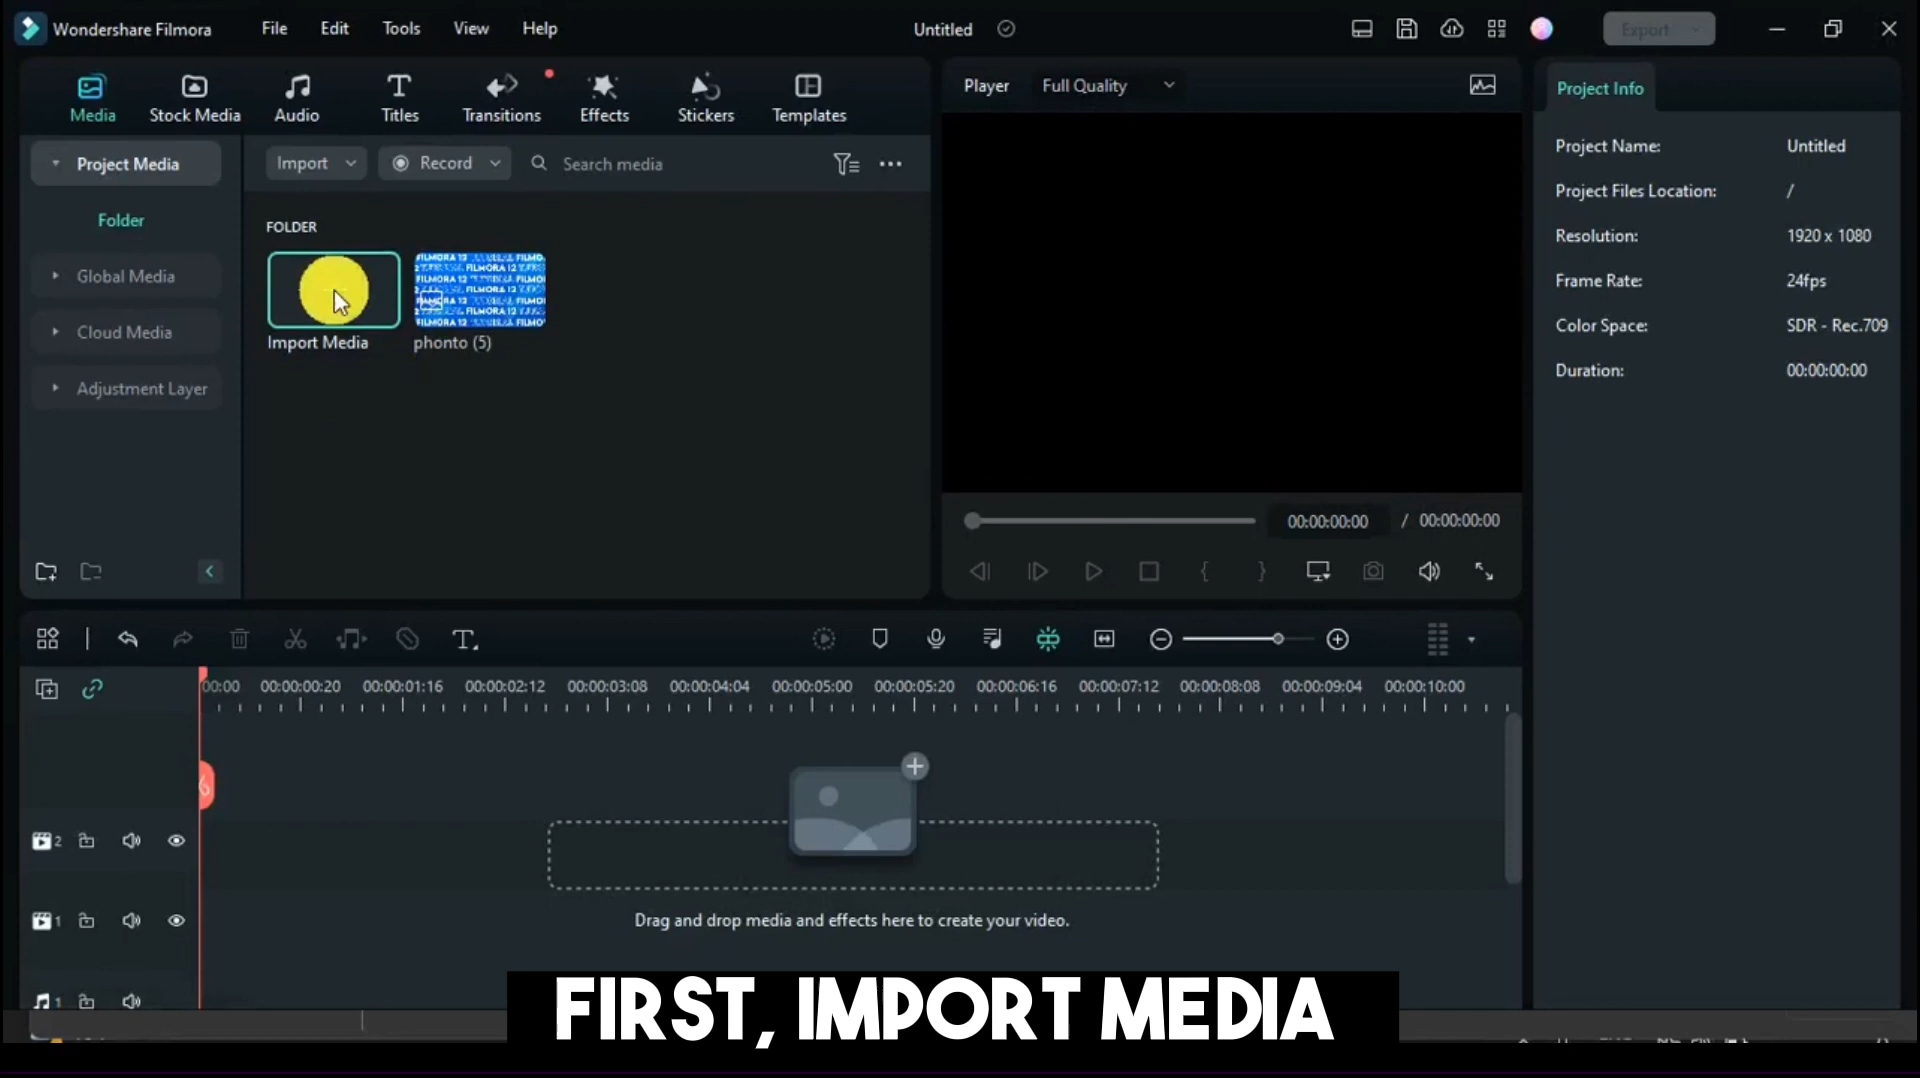 Wondershare Filmora
File
Edit
Tools
View
Help
Untitled
Export
Media
Stock Media
Audio
Titles
Transitions
Effects
Stickers
Templates
Player
Full Quality
Project Info
Project Media
Import
Record
Search media
Project Name:
Untitled
Project Files Location:
/
Folder
FOLDER
Resolution:
1920 x 1080
Global Media
Frame Rate:
24fps
Cloud Media
Color Space:
SDR - Rec.709
Import Media
phonto (5)
Adjustment Layer
Duration:
00:00:00:00
00:00:00:00
/
00:00:00:00
00:00
00:00:00:20
00:00:01:16
00:00:02:12
00:00:03:08
00:00:04:04
00:00:05:00
00:00:05:20
00:00:06:16
00:00:07:12
00:00:08:08
00:00:09:04
00:00:10:00
2
1
Drag and drop media and effects here to create your video.
1
FIRST, IMPORT MEDIA